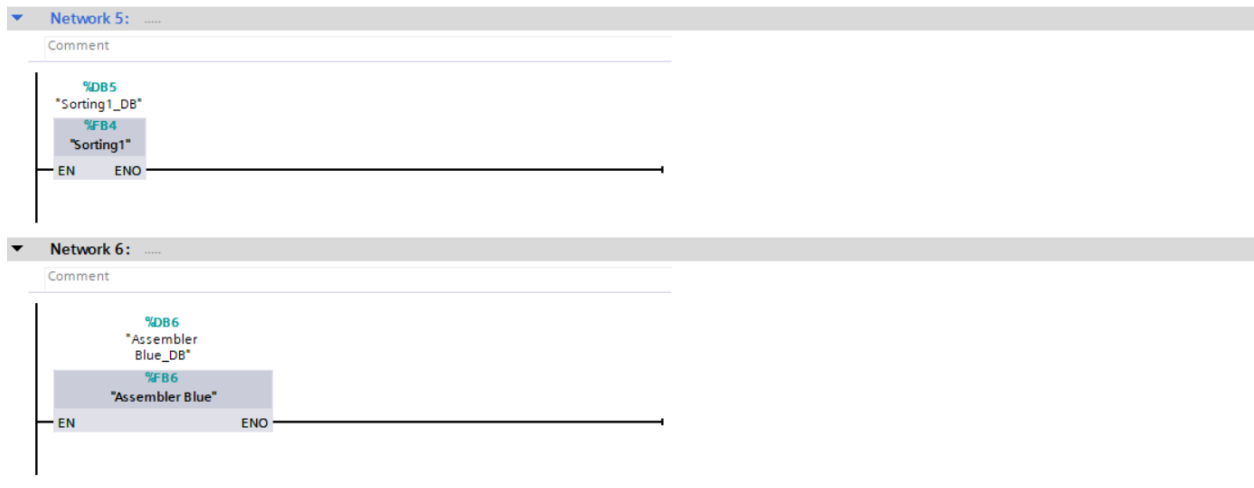 Network 5: .....
Comment
%DB5
"Sorting1_DB"
%FB4
"Sorting1"
EN ENO
Network 6: .....
Comment
%DB6
"Assembler
Blue_DB"
%FB6
"Assembler Blue"
EN ENO